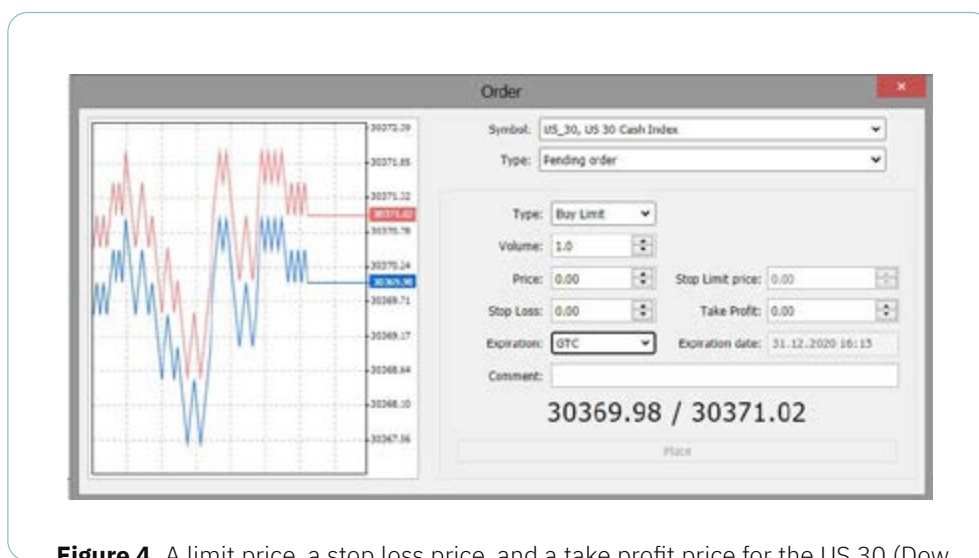 Order
30372.39
30371.85
30371.32
30371.02
30370.78
30370.24
30369.98
30369.71
30369.17
30368.64
30368.10
30367.56
Symbol: US_30, US 30 Cash Index
Type: Pending order
Type: Buy Limit
Volume: 1.0
Price: 0.00 Stop Limit price: 0.00
Stop Loss: 0.00 Take Profit: 0.00
Expiration: GTC Expiration date: 31.12.2020 16:15
Comment:
30369.98 / 30371.02
Place
Figure 4 A limit price, a stop loss price, and a take profit price for the US 30 (Dow